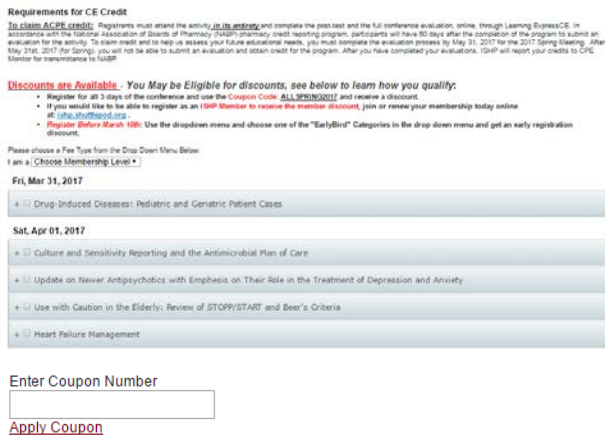 Requirements for CE Credit
To claim ACPE credit: Registrants must attend the activity in its entirety and complete the post-test and the full conference evaluation, online, through Learning ExpressCE. In
accordance with the National Association of Boards of Pharmacy (NABP) pharmacy credit reporting program, participants will have 60 days after the completion of the program to submit an
evaluation for the activity. To claim credit and to help us assess your future educational needs, you must complete the evaluation process by May 31, 2017 for the 2017 Spring Meeting. After
May 31st, 2017 (for Spring), you will not be able to submit an evaluation and obtain credit for the program. After you have completed your evaluations, ISHP will report your credits to CPE
Monitor for transmittance to NABP.
Discounts are Available - You May be Eligible for discounts, see below to learn how you qualify:
• Register for all 3 days of the conference and use the Coupon Code: ALLSPRING2017 and receive a discount.
• If you would like to be able to register as an ISHP Member to receive the member discount, join or renew your membership today online
at: ishp.shuttlepod.org .
• Register Before March 10th: Use the dropdown menu and choose one of the "EarlyBird" Categories in the drop down menu and get an early registration
discount.
Please choose a Fee Type from the Drop Down Menu Below:
I am a Choose Membership Level
Fri, Mar 31, 2017
+ Drug-Induced Diseases: Pediatric and Geriatric Patient Cases
Sat, Apr 01, 2017
+ Culture and Sensitivity Reporting and the Antimicrobial Plan of Care
+ Update on Newer Antipsychotics with Emphesis on Their Role in the Treatment of Depression and Anxiety
+ Use with Caution in the Elderly: Review of STOPP/START and Beer's Criteria
+ Heart Failure Management
Enter Coupon Number
Apply Coupon